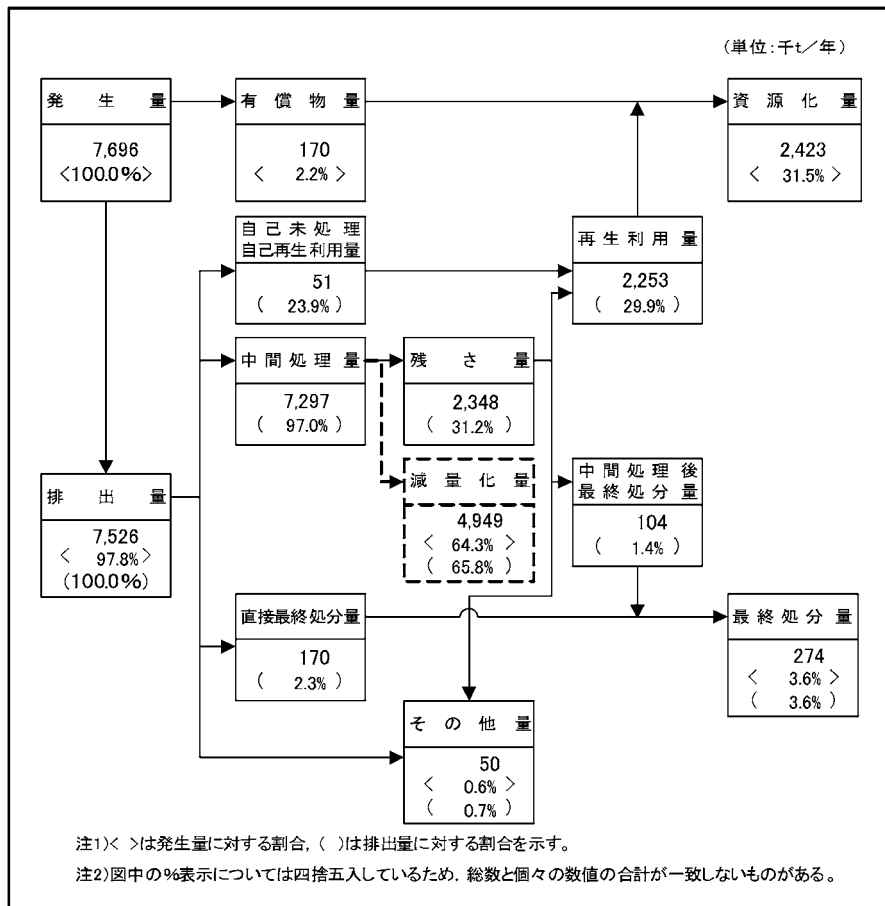 (単位:千t/年)
発生量
7,696
<100.0%>
有償物量
170
< 2.2% >
資源化量
2,423
< 31.5% >
自己未処理
自己再生利用量
51
( 23.9% )
再生利用量
2,253
( 29.9% )
中間処理量
7,297
( 97.0% )
残さ量
2,348
( 31.2% )
減量化量
4,949
< 64.3% >
( 65.8% )
中間処理後
最終処分量
104
( 1.4% )
排出量
7,526
< 97.8% >
(100.0%)
直接最終処分量
170
( 2.3% )
最終処分量
274
< 3.6% >
( 3.6% )
その他量
50
< 0.6% >
( 0.7% )
注1)< >は発生量に対する割合, ( )は排出量に対する割合を示す。
注2)図中の%表示については四捨五入しているため, 総数と個々の数値の合計が一致しないものがある。